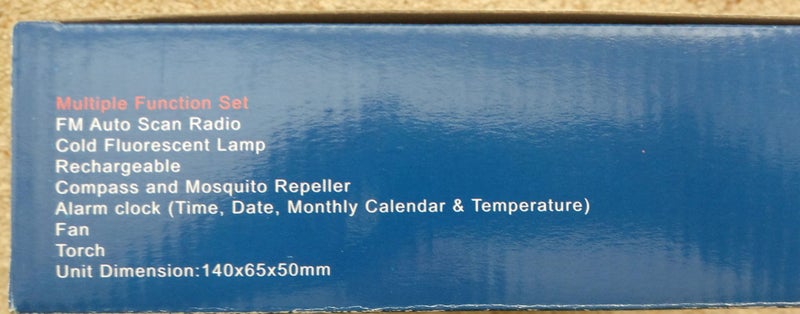 Multiple Function Set
FM Auto Scan Radio
Cold Fluorescent Lamp
Rechargeable
Compass and Mosquito Repeller
Alarm clock (Time, Date, Monthly Calendar & Temperature)
Fan
Torch
Unit Dimension:140x65x50mm